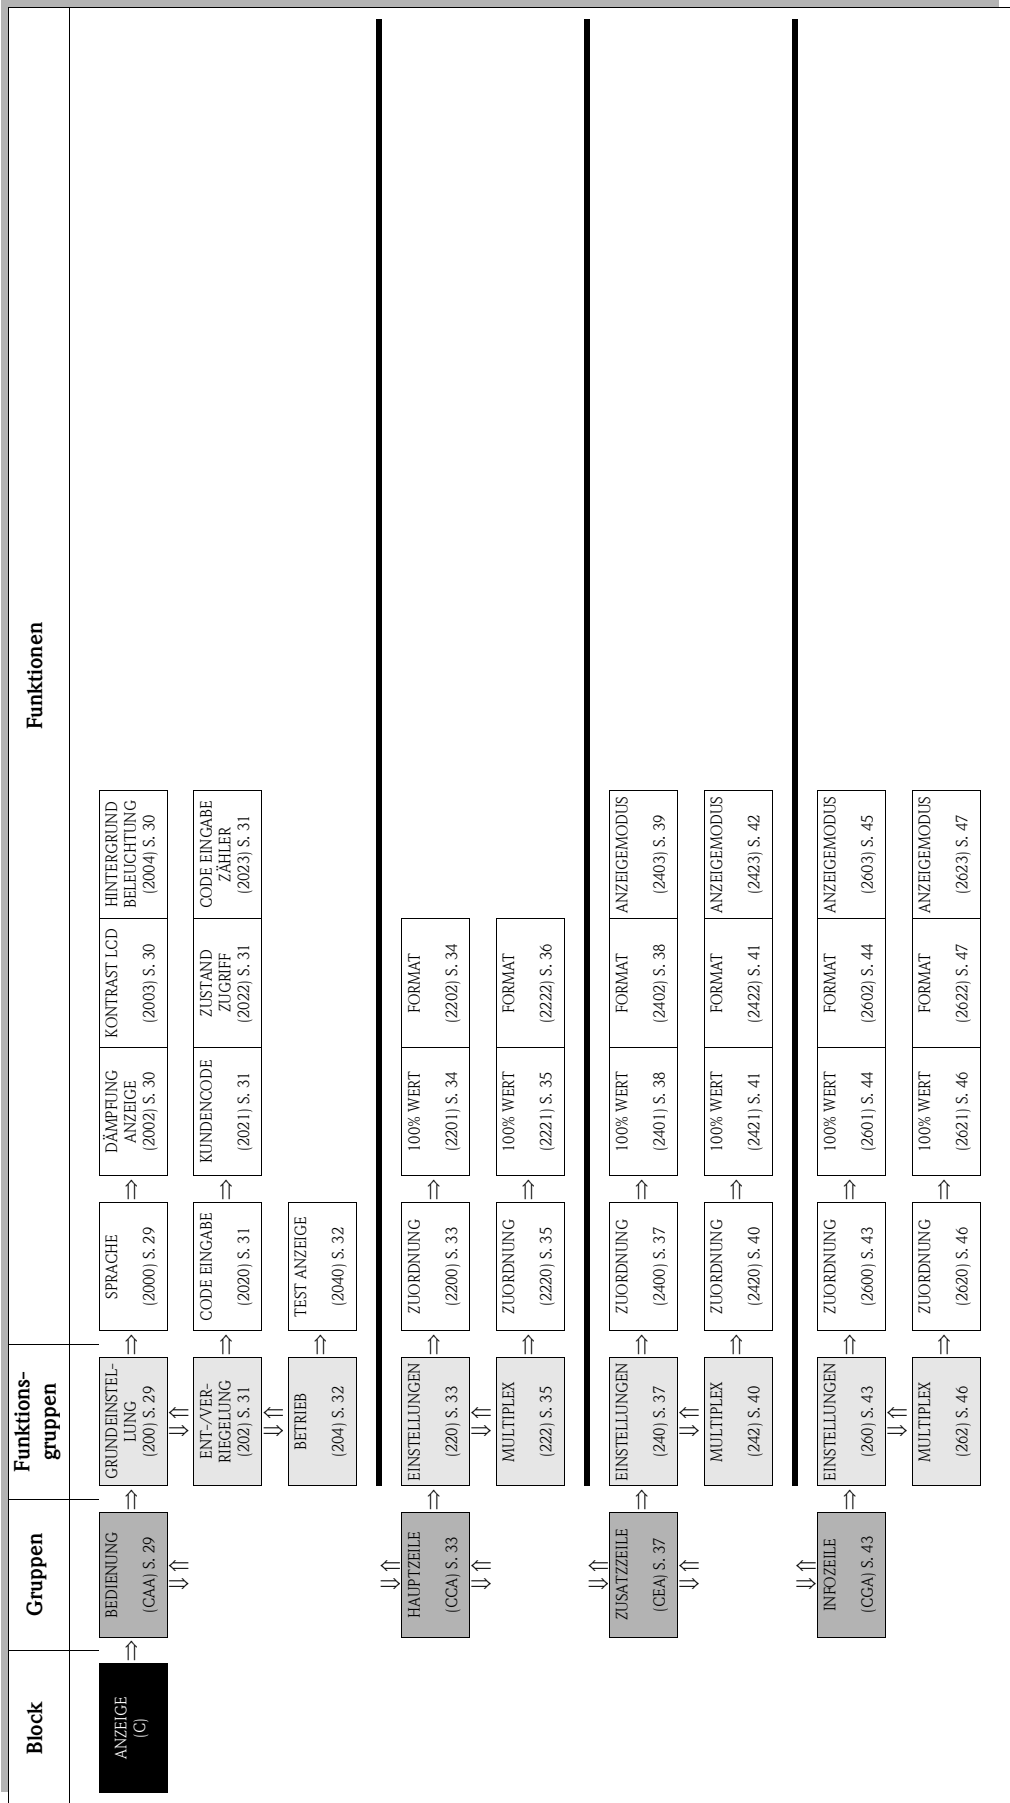 Block
Gruppen
Funktions-
gruppen
Funktionen
ANZEIGE
(C)
⇒
BEDIENUNG
(CAA) S. 29
⇒
GRUNDEINSTEL-
LUNG
(200) S. 29
⇒
SPRACHE
(2000) S. 29
⇒
DÄMPFUNG
ANZEIGE
(2002) S. 30
KONTRAST LCD
(2003) S. 30
HINTERGRUND
BELEUCHTUNG
(2004) S. 30
ENT-/VER-
RIEGELUNG
(202) S. 31
⇒
CODE EINGABE
(2020) S. 31
⇒
KUNDENCODE
(2021) S. 31
ZUSTAND
ZUGRIFF
(2022) S. 31
CODE EINGABE
ZÄHLER
(2023) S. 31
BETRIEB
(204) S. 32
⇒
TEST ANZEIGE
(2040) S. 32
HAUPTZEILE
(CCA) S. 33
⇒
EINSTELLUNGEN
(220) S. 33
⇒
ZUORDNUNG
(2200) S. 33
⇒
100% WERT
(2201) S. 34
FORMAT
(2202) S. 34
MULTIPLEX
(222) S. 35
⇒
ZUORDNUNG
(2220) S. 35
⇒
100% WERT
(2221) S. 35
FORMAT
(2222) S. 36
ZUSATZZEILE
(CEA) S. 37
⇒
EINSTELLUNGEN
(240) S. 37
⇒
ZUORDNUNG
(2400) S. 37
⇒
100% WERT
(2401) S. 38
FORMAT
(2402) S. 38
ANZEIGEMODUS
(2403) S. 39
MULTIPLEX
(242) S. 40
⇒
ZUORDNUNG
(2420) S. 40
⇒
100% WERT
(2421) S. 41
FORMAT
(2422) S. 41
ANZEIGEMODUS
(2423) S. 42
INFOZEILE
(CGA) S. 43
⇒
EINSTELLUNGEN
(260) S. 43
⇒
ZUORDNUNG
(2600) S. 43
⇒
100% WERT
(2601) S. 44
FORMAT
(2602) S. 44
ANZEIGEMODUS
(2603) S. 45
MULTIPLEX
(262) S. 46
⇒
ZUORDNUNG
(2620) S. 46
⇒
100% WERT
(2621) S. 46
FORMAT
(2622) S. 47
ANZEIGEMODUS
(2623) S. 47